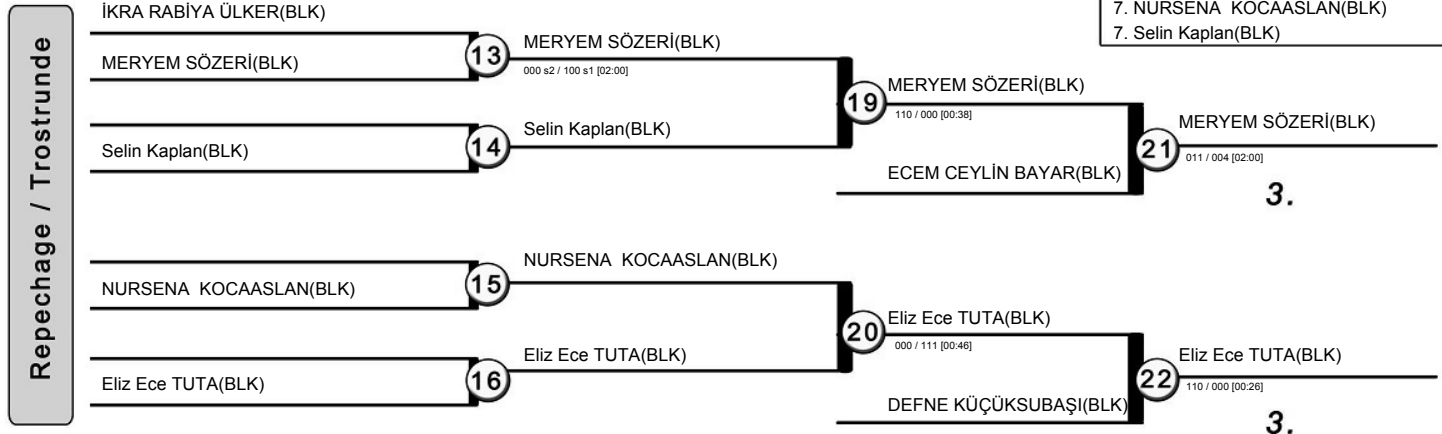 Repechage / Trostrunde
İKRA RABİYA ÜLKER(BLK)
MERYEM SÖZERİ(BLK)
13
MERYEM SÖZERİ(BLK)
000 s2 / 100 s1 [02:00]
Selin Kaplan(BLK)
14
Selin Kaplan(BLK)
19
MERYEM SÖZERİ(BLK)
110 / 000 [00:38]
ECEM CEYLİN BAYAR(BLK)
21
MERYEM SÖZERİ(BLK)
011 / 004 [02:00]
3.
NURSENA KOCAASLAN(BLK)
15
NURSENA KOCAASLAN(BLK)
Eliz Ece TUTA(BLK)
16
Eliz Ece TUTA(BLK)
20
Eliz Ece TUTA(BLK)
000 / 111 [00:46]
DEFNE KÜÇÜKSUBAŞI(BLK)
22
Eliz Ece TUTA(BLK)
110 / 000 [00:26]
3.
7. NURSENA KOCAASLAN(BLK)
7. Selin Kaplan(BLK)